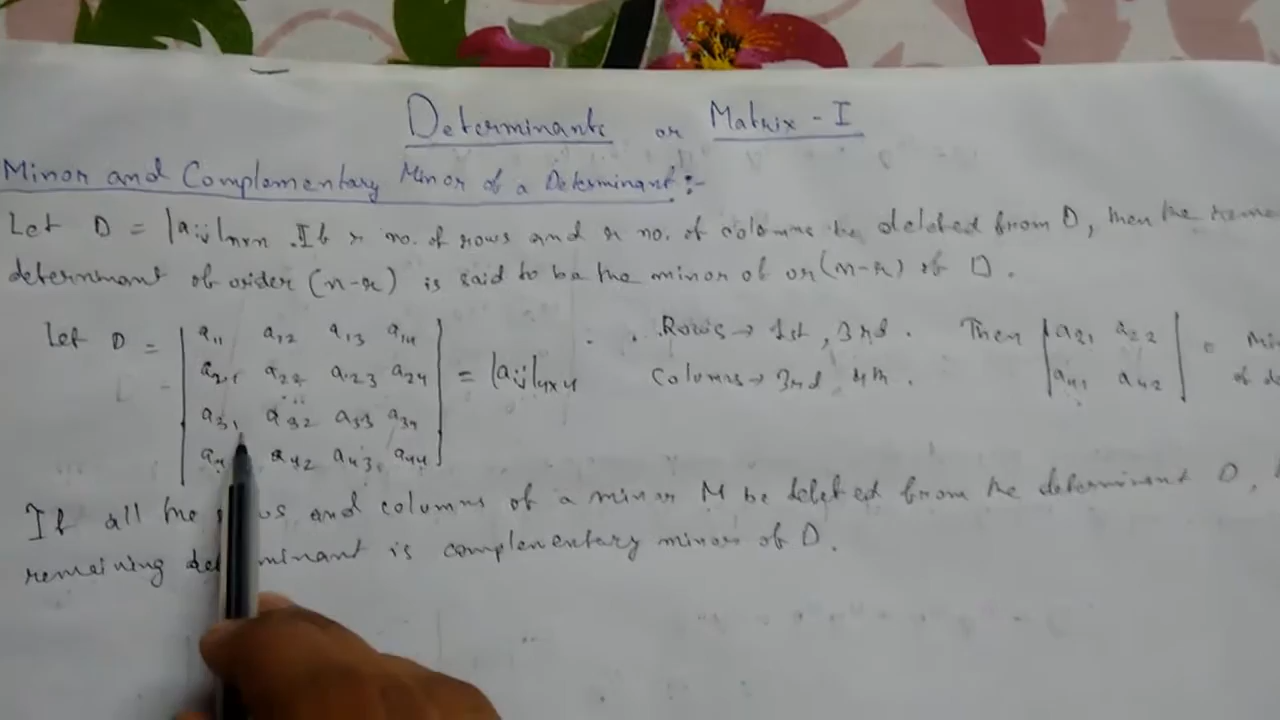 Determinants or Matrix - I
Minor and Complementary Minor of a Determinant :-
Let D = |aij|nxn . If r no. of rows and r no. of columns be deleted from D, then the
determinant of order (n-r) is said to be the minor of or (n-r) of D.
Let D = | a11 a12 a13 a14 | . Rows → 1st, 3rd . Then | a21 a22 | =
| a21 a22 a23 a24 | = |aij|4x4 Columns → 3rd, 4th . | a41 a42 | of
| a31 a32 a33 a34 |
| a42 a43 a44 |
If all the and columns of a minor M be deleted from the determinant D,
remaining is complementary minor of D.